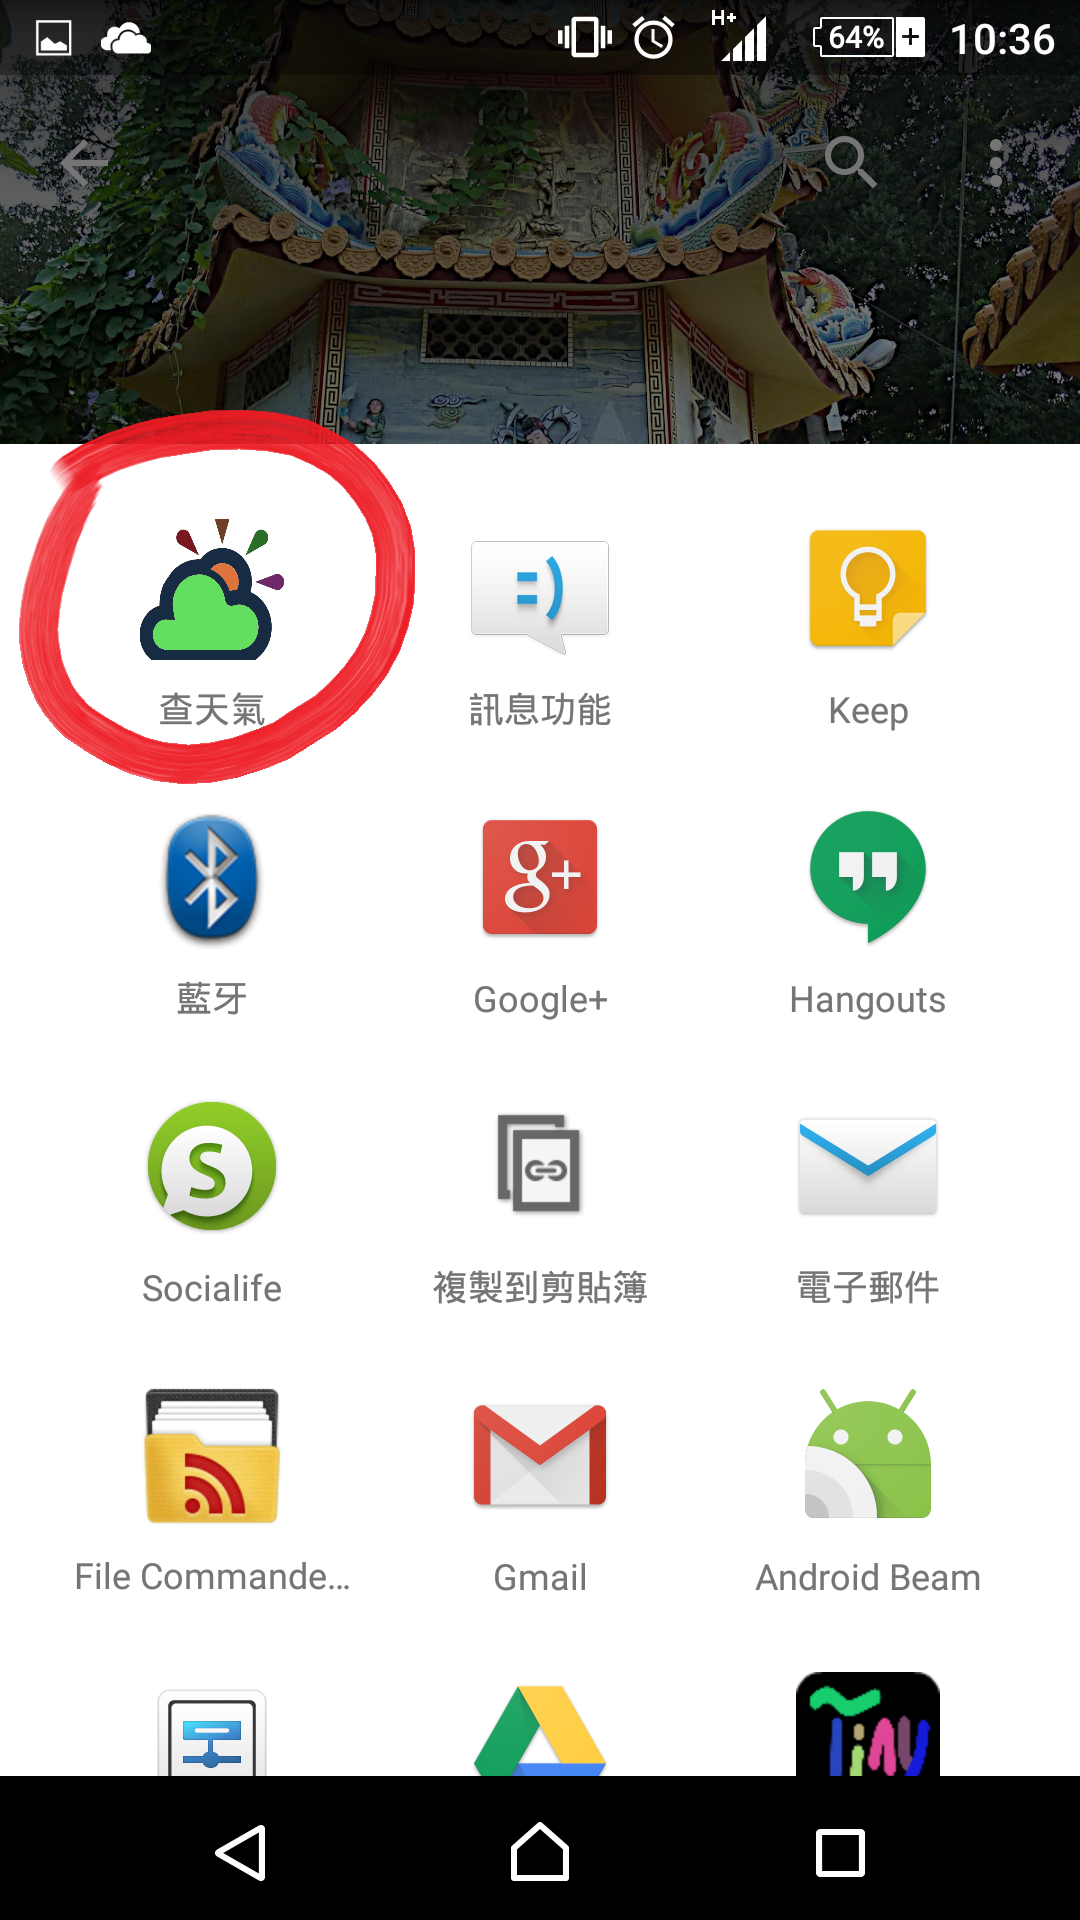 H+
64%
10:36
查天氣
訊息功能
Keep
藍牙
Google+
Hangouts
Socialife
複製到剪貼簿
電子郵件
File Commande...
Gmail
Android Beam
Tiny